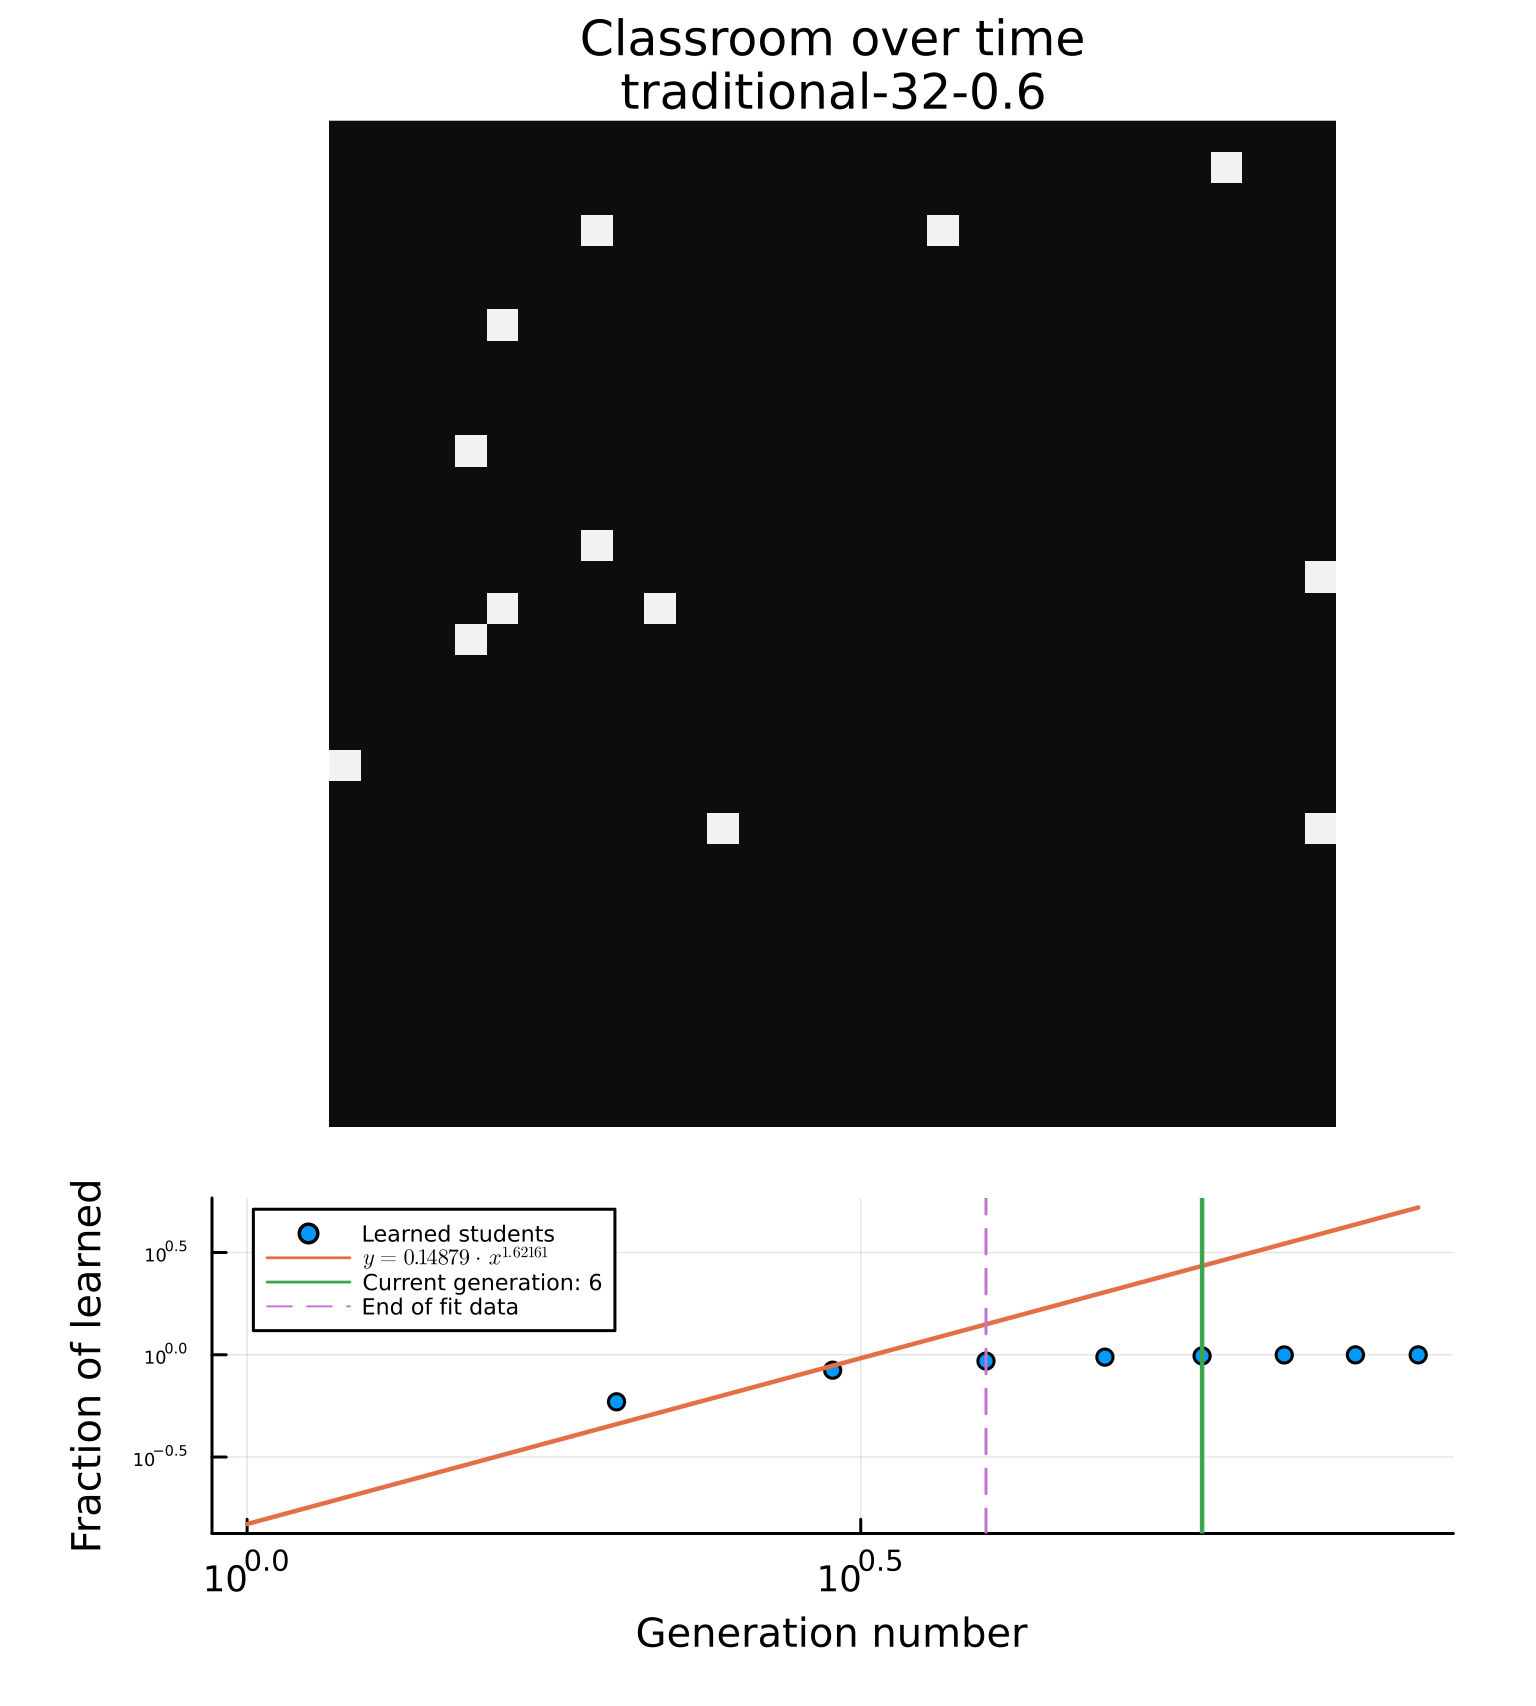 Classroom over time
traditional-32-0.6
Fraction of learned
10^0.5
10^0.0
10^−0.5
Learned students
y = 0.14879 · x^1.62161
Current generation: 6
End of fit data
10^0.0 10^0.5
Generation number